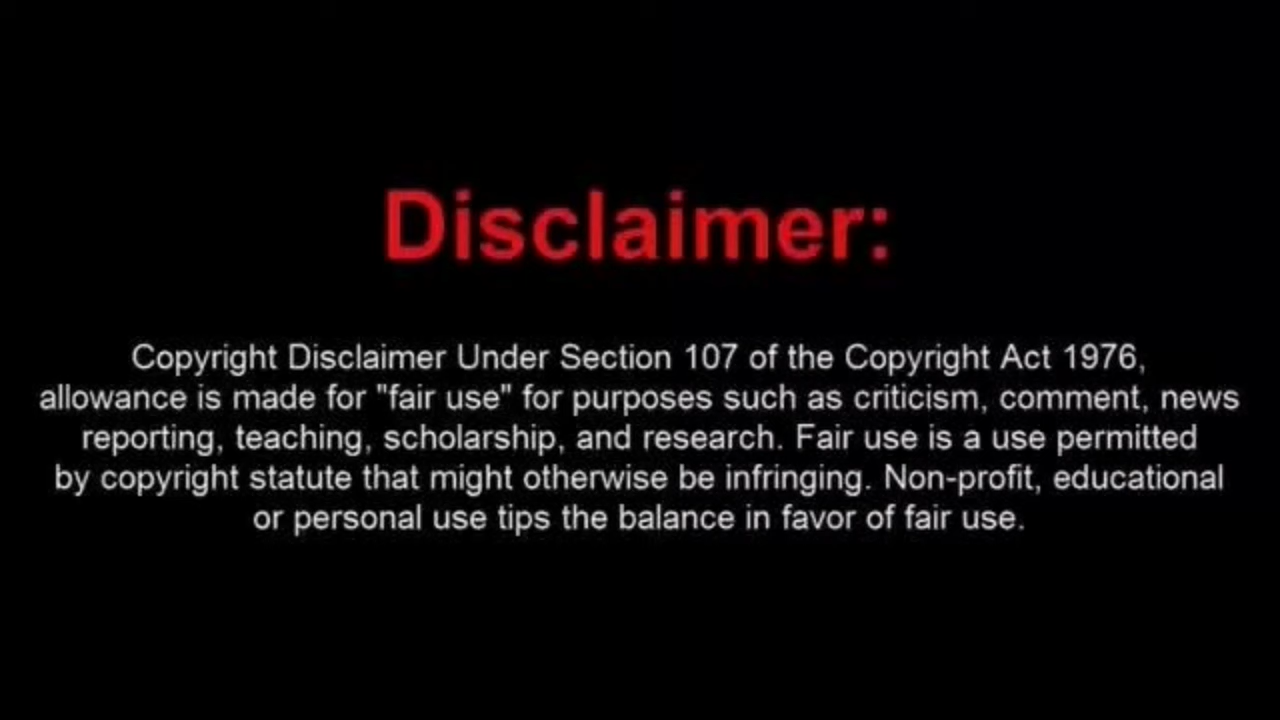 Disclaimer:
Copyright Disclaimer Under Section 107 of the Copyright Act 1976,
allowance is made for "fair use" for purposes such as criticism, comment, news
reporting, teaching, scholarship, and research. Fair use is a use permitted
by copyright statute that might otherwise be infringing. Non-profit, educational
or personal use tips the balance in favor of fair use.